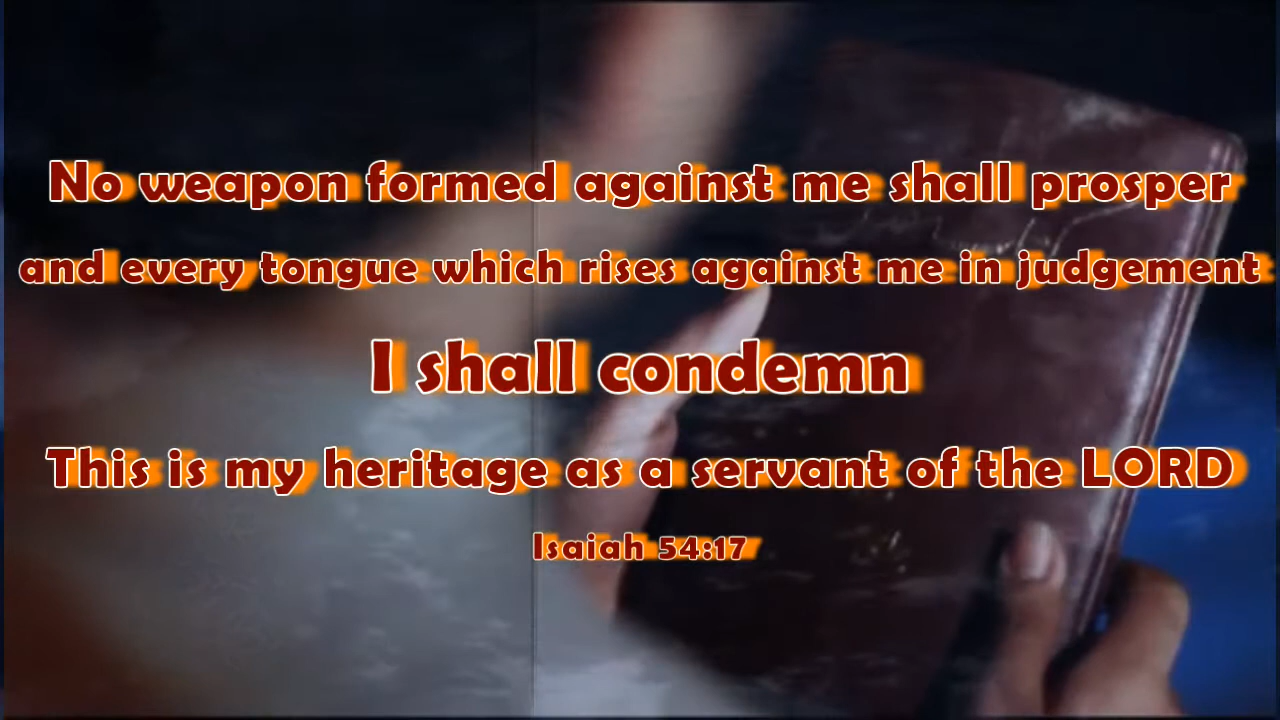 No weapon formed against me shall prosper
and every tongue which rises against me in judgement
I shall condemn
This is my heritage as a servant of the LORD
Isaiah 54:17